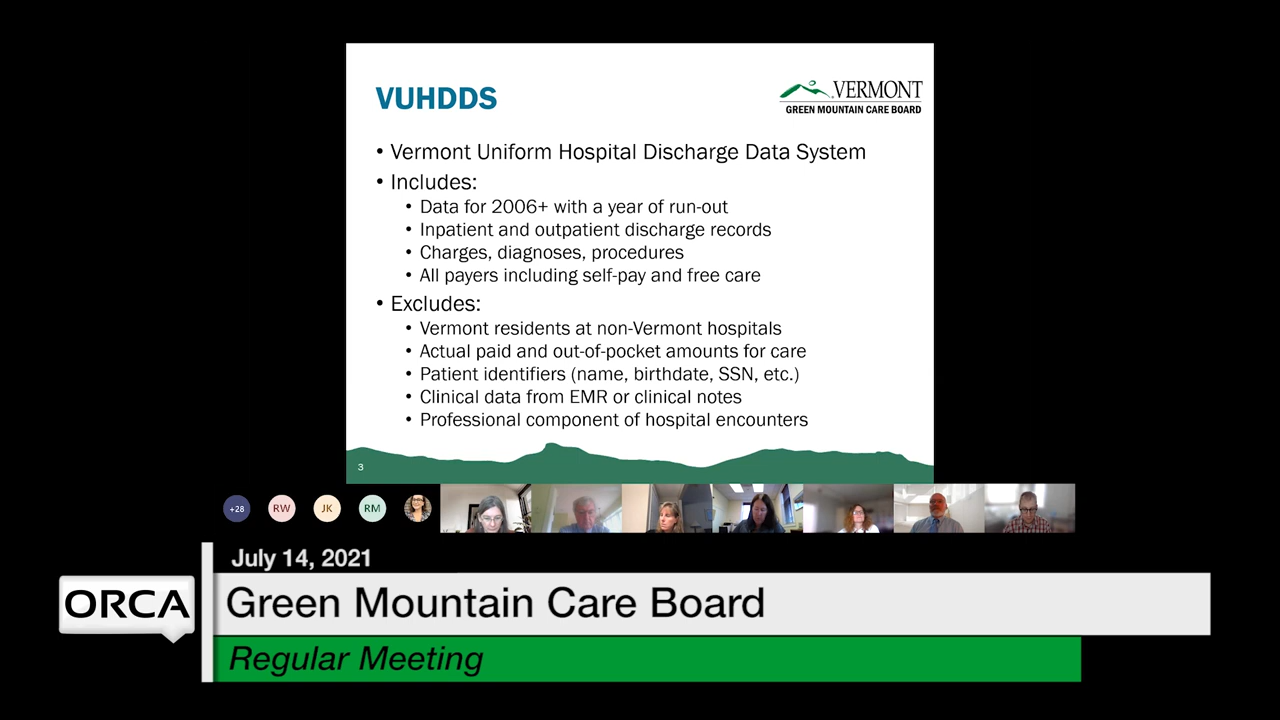 VUHDDS
VERMONT
GREEN MOUNTAIN CARE BOARD
• Vermont Uniform Hospital Discharge Data System
• Includes:
• Data for 2006+ with a year of run-out
• Inpatient and outpatient discharge records
• Charges, diagnoses, procedures
• All payers including self-pay and free care
• Excludes:
• Vermont residents at non-Vermont hospitals
• Actual paid and out-of-pocket amounts for care
• Patient identifiers (name, birthdate, SSN, etc.)
• Clinical data from EMR or clinical notes
• Professional component of hospital encounters
3
+28 RW JK RM
July 14, 2021
ORCA
Green Mountain Care Board
Regular Meeting